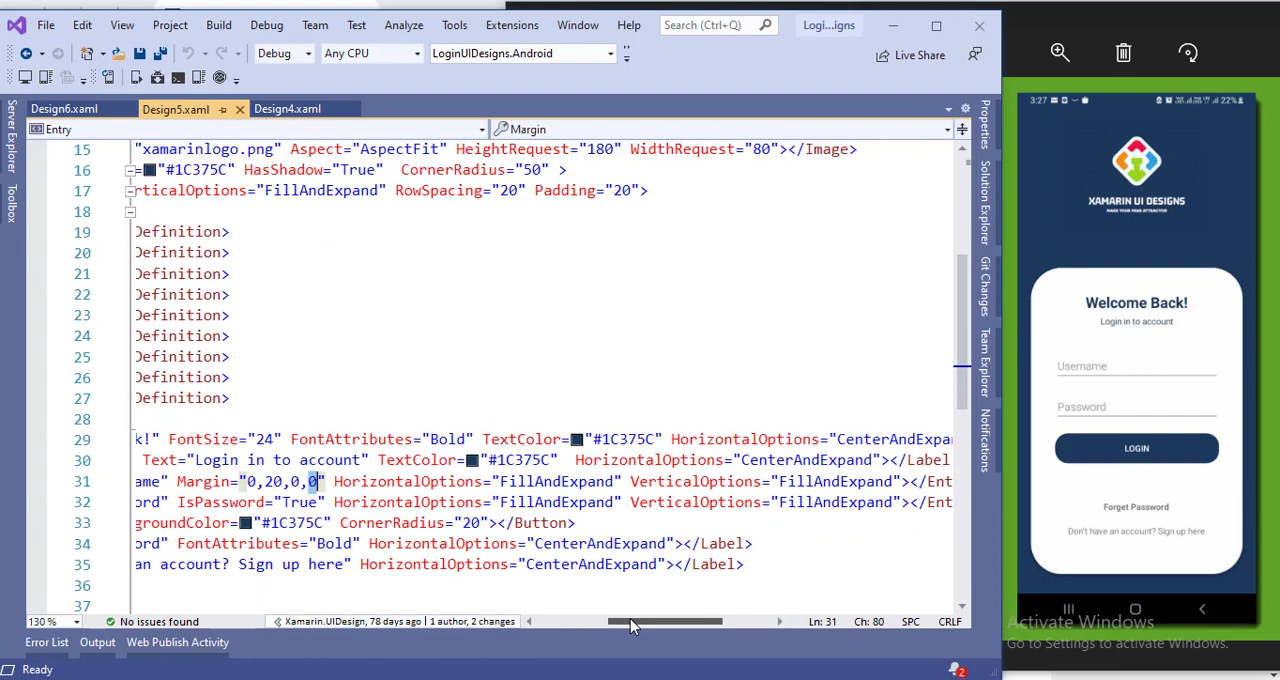 File Edit View Project Build Debug Team Test Analyze Tools Extensions Window Help Search (Ctrl+Q) Logi...igns
Debug Any CPU LoginUIDesigns.Android Live Share
Design6.xaml Design5.xaml Design4.xaml
Entry Margin
15 "xamarinlogo.png" Aspect="AspectFit" HeightRequest="180" WidthRequest="80"></Image>
16 ="#1C375C" HasShadow="True" CornerRadius="50" >
17 rticalOptions="FillAndExpand" RowSpacing="20" Padding="20">
18
19 Definition>
20 Definition>
21 Definition>
22 Definition>
23 Definition>
24 Definition>
25 Definition>
26 Definition>
27 Definition>
28
29 k!" FontSize="24" FontAttributes="Bold" TextColor="#1C375C" HorizontalOptions="CenterAndExpan
30 Text="Login in to account" TextColor="#1C375C" HorizontalOptions="CenterAndExpand"></Label
31 ame" Margin="0,20,0,0" HorizontalOptions="FillAndExpand" VerticalOptions="FillAndExpand"></Ent
32 ord" IsPassword="True" HorizontalOptions="FillAndExpand" VerticalOptions="FillAndExpand"></Ent
33 groundColor="#1C375C" CornerRadius="20"></Button>
34 ord" FontAttributes="Bold" HorizontalOptions="CenterAndExpand"></Label>
35 an account? Sign up here" HorizontalOptions="CenterAndExpand"></Label>
36
37
130 % No issues found Xamarin.UIDesign, 78 days ago | 1 author, 2 changes Ln: 31 Ch: 80 SPC CRLF
Error List Output Web Publish Activity
Ready 2
Server Explorer
Toolbox
Properties
Solution Explorer
Git Changes
Team Explorer
Notifications
3:27 22%
XAMARIN UI DESIGNS
MAKE YOUR PAGE ATTRACTIVE
Welcome Back!
Login in to account
Username
Password
LOGIN
Forget Password
Don't have an account? Sign up here
Activate Windows
Go to Settings to activate Windows.